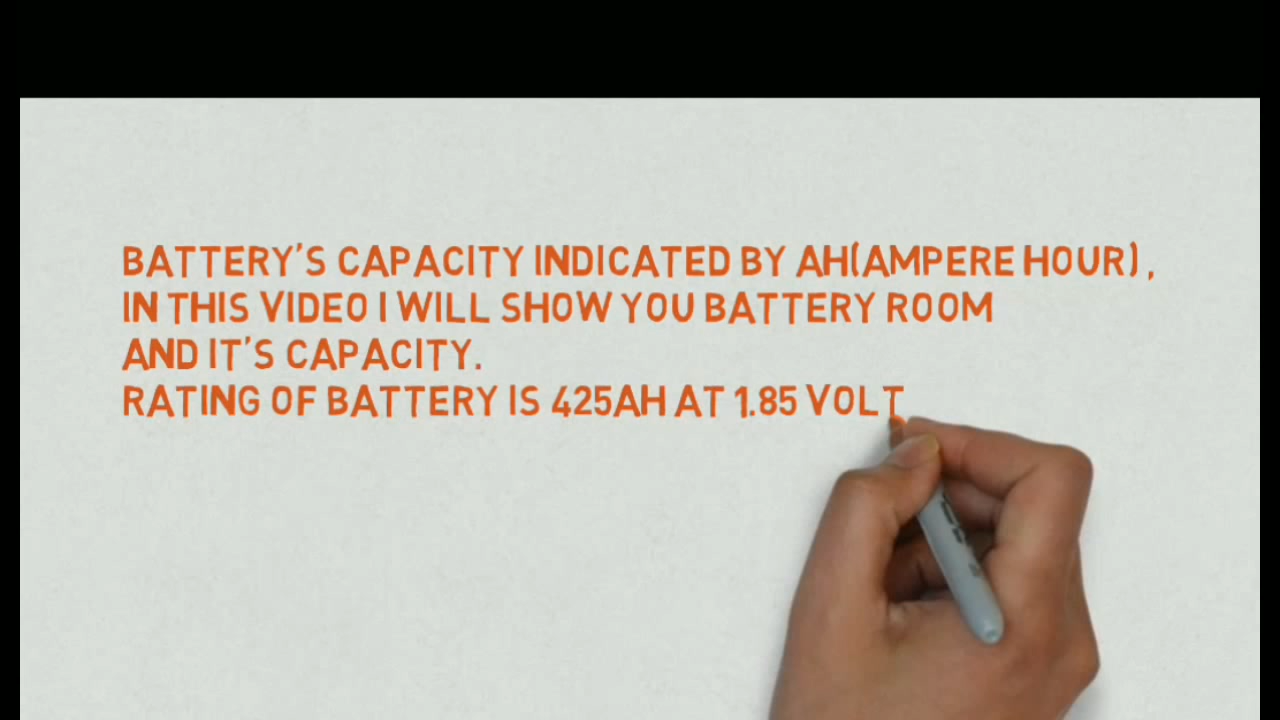 BATTERY'S CAPACITY INDICATED BY AH(AMPERE HOUR) ,
IN THIS VIDEO I WILL SHOW YOU BATTERY ROOM
AND IT'S CAPACITY.
RATING OF BATTERY IS 425AH AT 1.85 VOLT